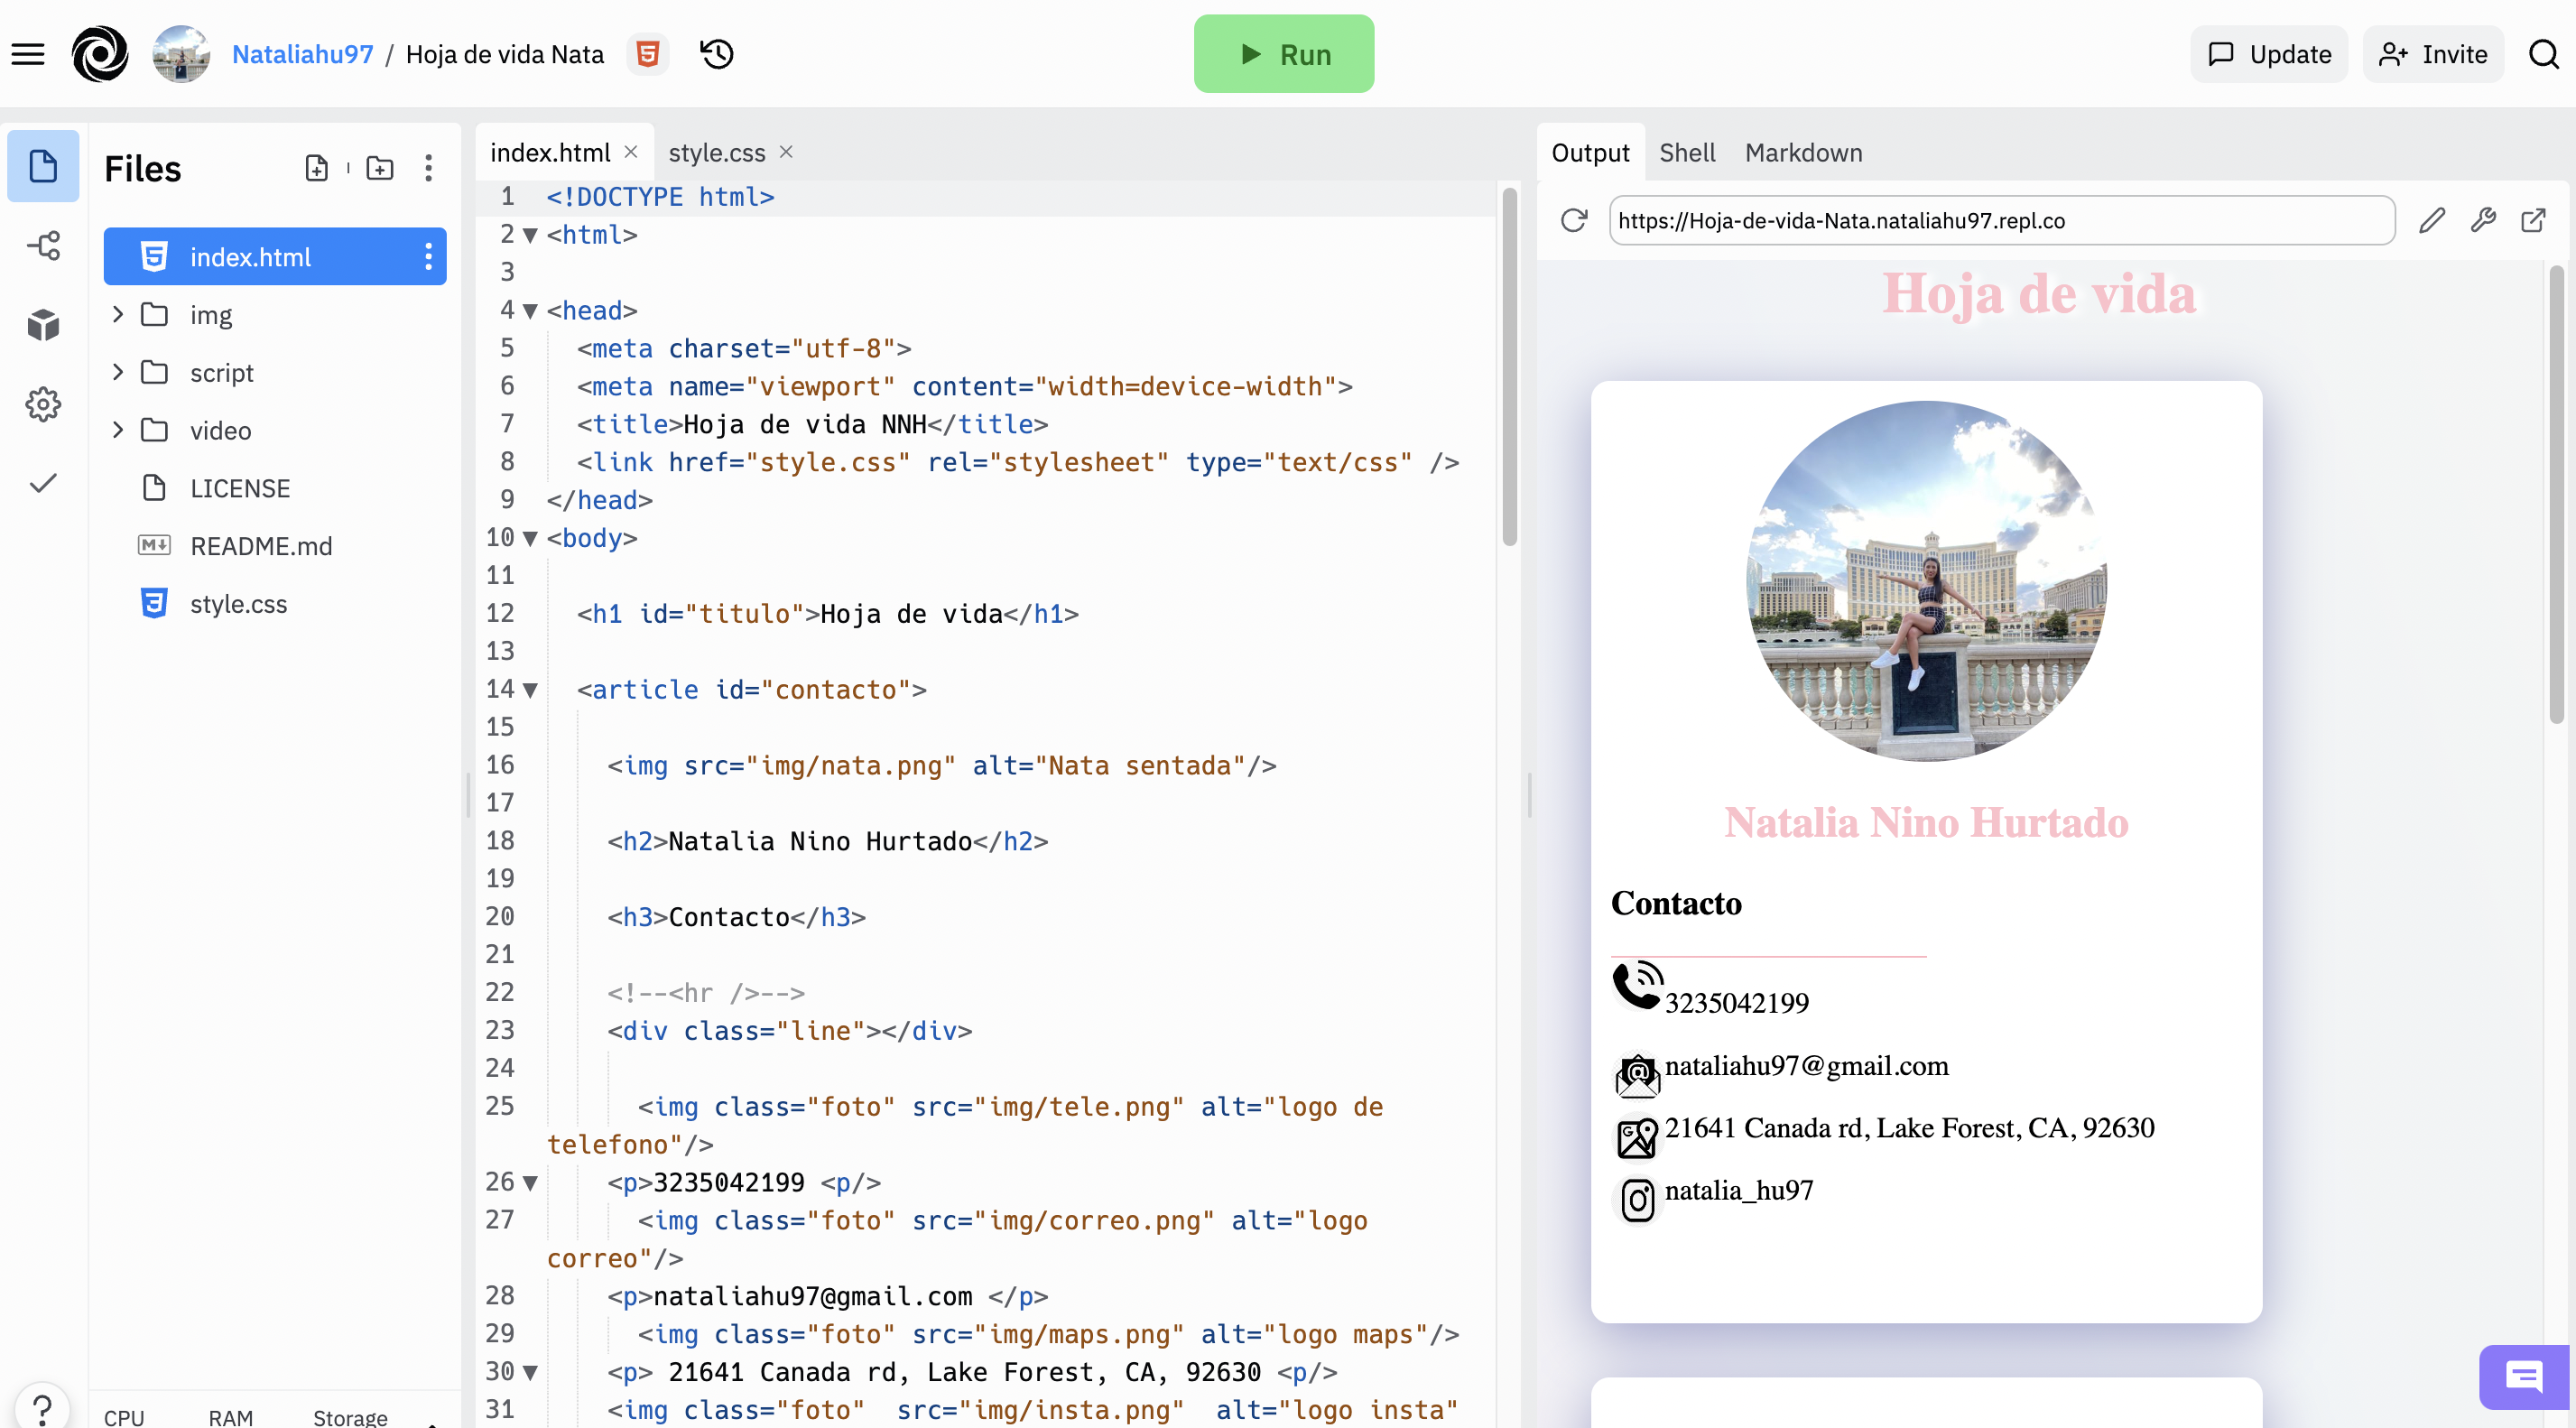 Nataliahu97 / Hoja de vida Nata
Run
Update
Invite
Files
index.html
img
script
video
LICENSE
README.md
style.css
CPU RAM Storage
index.html style.css
1 <!DOCTYPE html>
2 <html>
3
4 <head>
5 <meta charset="utf-8">
6 <meta name="viewport" content="width=device-width">
7 <title>Hoja de vida NNH</title>
8 <link href="style.css" rel="stylesheet" type="text/css" />
9 </head>
10 <body>
11
12 <h1 id="titulo">Hoja de vida</h1>
13
14 <article id="contacto">
15
16 <img src="img/nata.png" alt="Nata sentada"/>
17
18 <h2>Natalia Nino Hurtado</h2>
19
20 <h3>Contacto</h3>
21
22 <!--<hr />-->
23 <div class="line"></div>
24
25 <img class="foto" src="img/tele.png" alt="logo de
telefono"/>
26 <p>3235042199 <p/>
27 <img class="foto" src="img/correo.png" alt="logo
correo"/>
28 <p>nataliahu97@gmail.com </p>
29 <img class="foto" src="img/maps.png" alt="logo maps"/>
30 <p> 21641 Canada rd, Lake Forest, CA, 92630 <p/>
31 <img class="foto" src="img/insta.png" alt="logo insta"
Output Shell Markdown
https://Hoja-de-vida-Nata.nataliahu97.repl.co
Hoja de vida
Natalia Nino Hurtado
Contacto
3235042199
nataliahu97@gmail.com
21641 Canada rd, Lake Forest, CA, 92630
natalia_hu97